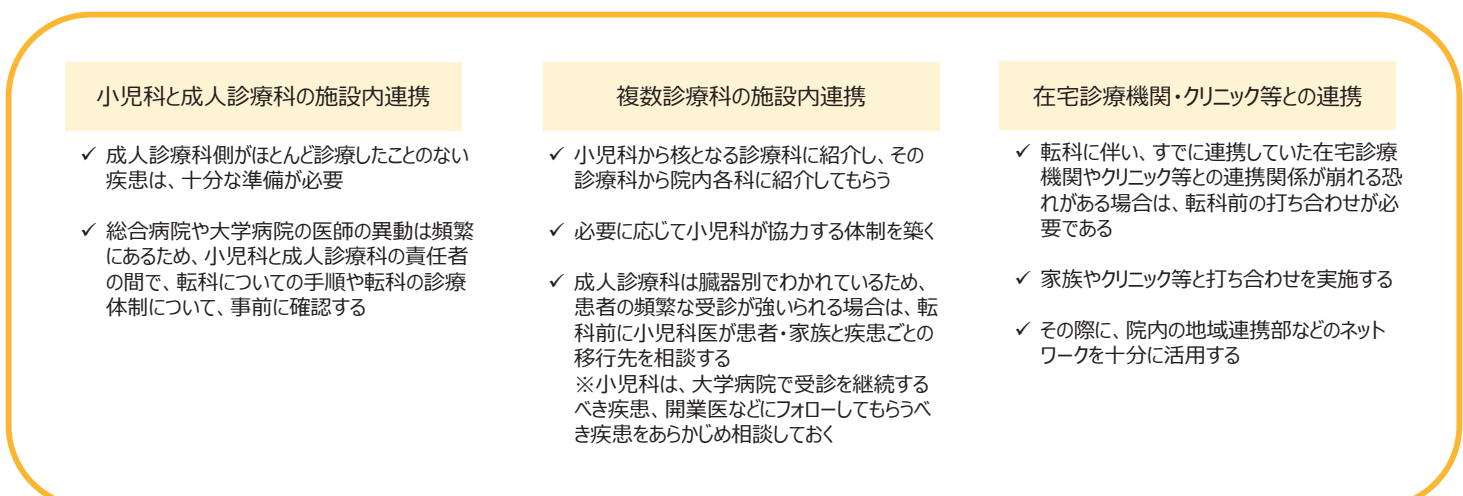 小児科と成人診療科の施設内連携
✓ 成人診療科側がほとんど診療したことのない
疾患は、十分な準備が必要
✓ 総合病院や大学病院の医師の異動は頻繁
にあるため、小児科と成人診療科の責任者
の間で、転科についての手順や転科の診療
体制について、事前に確認する
複数診療科の施設内連携
✓ 小児科から核となる診療科に紹介し、その
診療科から院内各科に紹介してもらう
✓ 必要に応じて小児科が協力する体制を築く
✓ 成人診療科は臓器別でわかれているため、
患者の頻繁な受診が強いられる場合は、転
科前に小児科医が患者・家族と疾患ごとの
移行先を相談する
※小児科は、大学病院で受診を継続する
べき疾患、開業医などにフォローしてもらうべ
き疾患をあらかじめ相談しておく
在宅診療機関・クリニック等との連携
✓ 転科に伴い、すでに連携していた在宅診療
機関やクリニック等との連携関係が崩れる恐
れがある場合は、転科前の打ち合わせが必
要である
✓ 家族やクリニック等と打ち合わせを実施する
✓ その際に、院内の地域連携部などのネット
ワークを十分に活用する